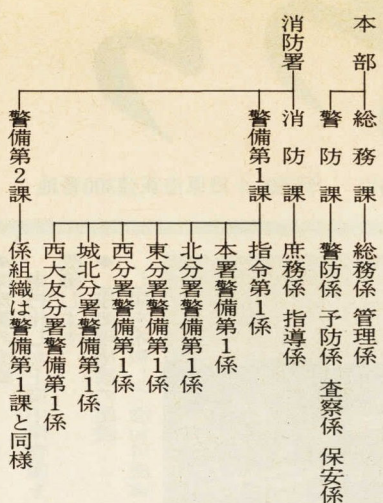 本部
総務課 総務係 管理係
警防課 警防係 予防係 査察係 保安係
消防署
消防課 庶務係 指導係
警備第1課 指令第1係
本署警備第1係
北分署警備第1係
東分署警備第1係
西分署警備第1係
城北分署警備第1係
西大友分署警備第1係
警備第2課 係組織は警備第1課と同様